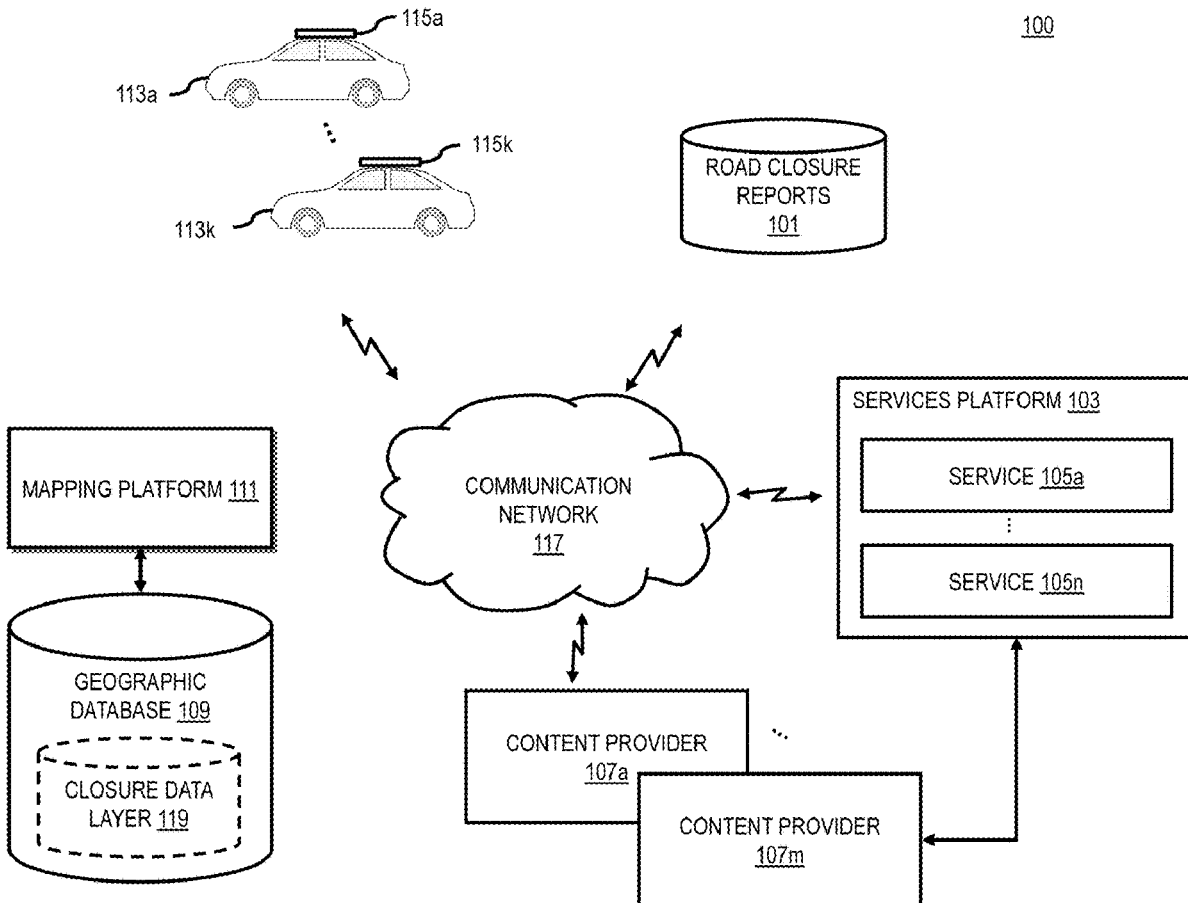 115a
100
113a
115k
113k
ROAD CLOSURE
REPORTS
101
SERVICES PLATFORM 103
SERVICE 105a
SERVICE 105n
MAPPING PLATFORM 111
COMMUNICATION
NETWORK
117
GEOGRAPHIC
DATABASE 109
CLOSURE DATA
LAYER 119
CONTENT PROVIDER
107a
CONTENT PROVIDER
107m